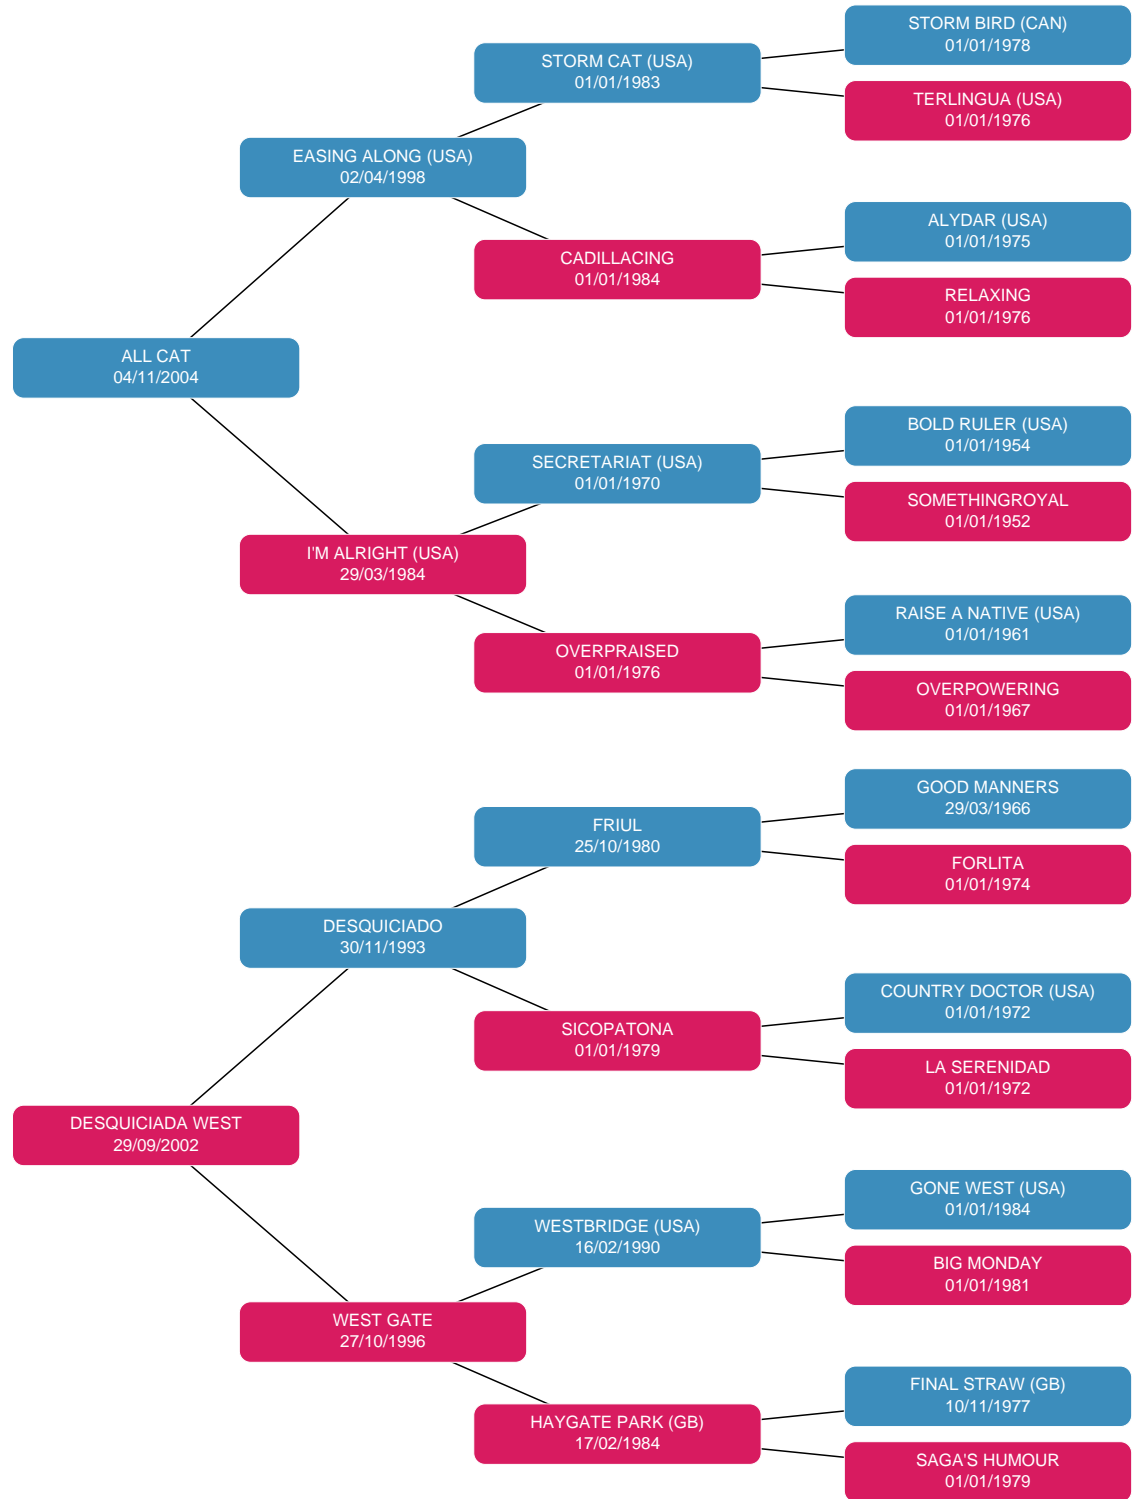 STORM BIRD (CAN)
01/01/1978
STORM CAT (USA)
01/01/1983
TERLINGUA (USA)
01/01/1976
EASING ALONG (USA)
02/04/1998
ALYDAR (USA)
01/01/1975
CADILLACING
01/01/1984
RELAXING
01/01/1976
ALL CAT
04/11/2004
BOLD RULER (USA)
01/01/1954
SECRETARIAT (USA)
01/01/1970
SOMETHINGROYAL
01/01/1952
I'M ALRIGHT (USA)
29/03/1984
RAISE A NATIVE (USA)
01/01/1961
OVERPRAISED
01/01/1976
OVERPOWERING
01/01/1967
GOOD MANNERS
29/03/1966
FRIUL
25/10/1980
FORLITA
01/01/1974
DESQUICIADO
30/11/1993
COUNTRY DOCTOR (USA)
01/01/1972
SICOPATONA
01/01/1979
LA SERENIDAD
01/01/1972
DESQUICIADA WEST
29/09/2002
GONE WEST (USA)
01/01/1984
WESTBRIDGE (USA)
16/02/1990
BIG MONDAY
01/01/1981
WEST GATE
27/10/1996
FINAL STRAW (GB)
10/11/1977
HAYGATE PARK (GB)
17/02/1984
SAGA'S HUMOUR
01/01/1979